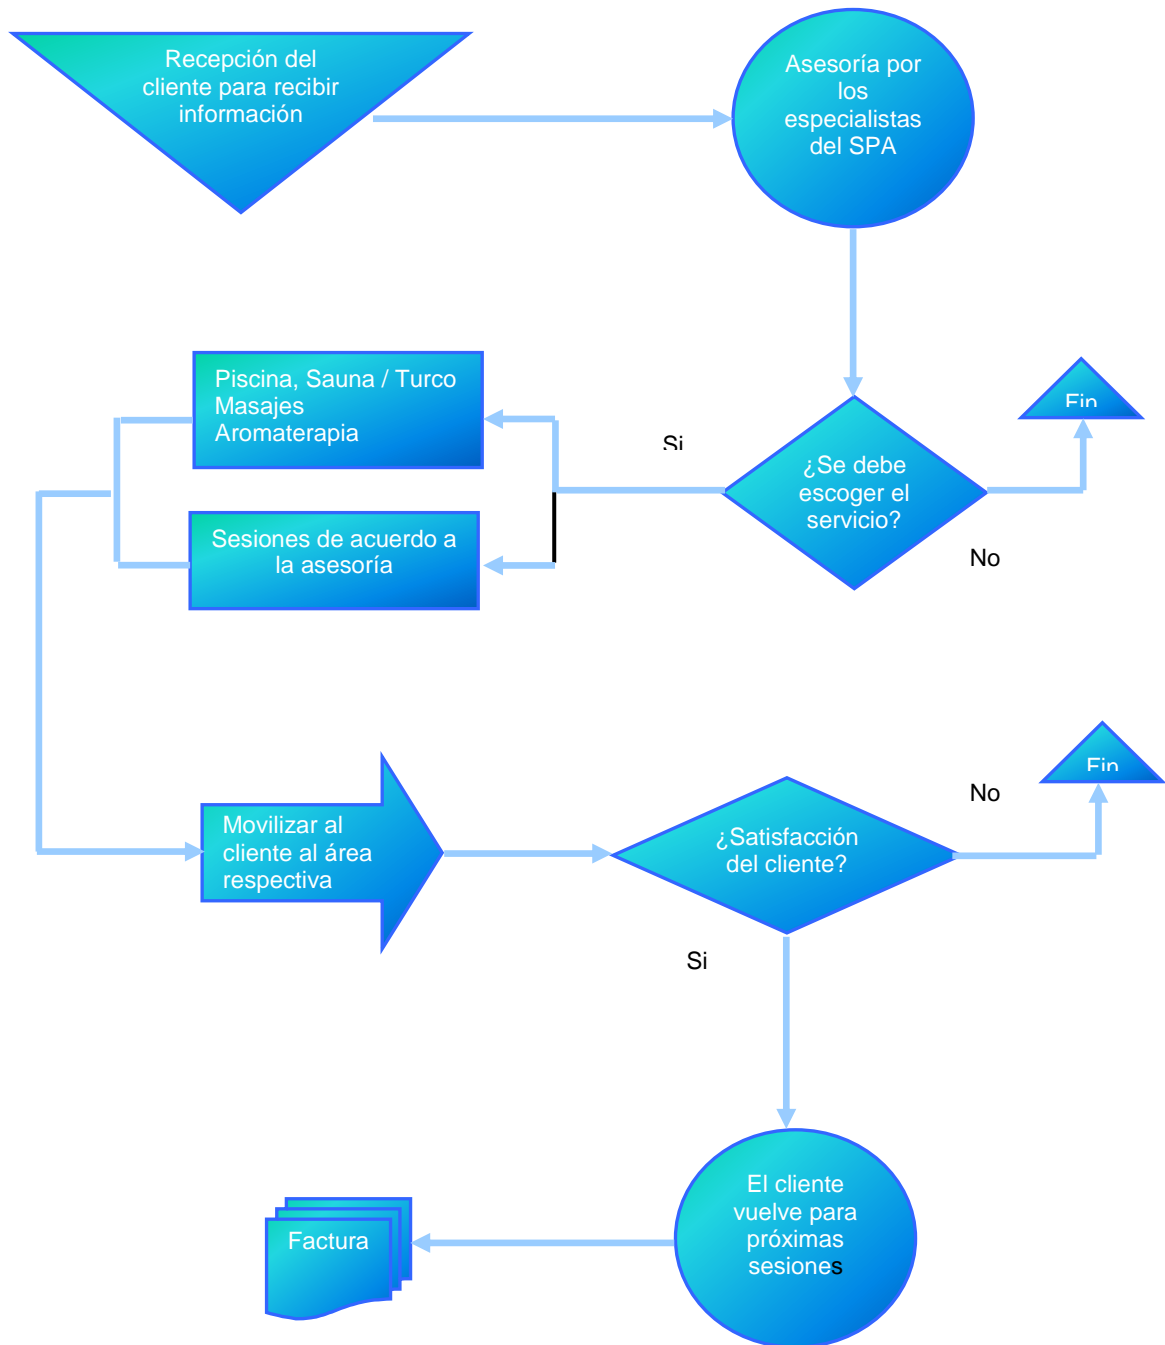 Recepción del
cliente para recibir
información
Asesoría por
los
especialistas
del SPA
Piscina, Sauna / Turco
Masajes
Aromaterapia
Si
¿Se debe
escoger el
servicio?
Fin
No
Sesiones de acuerdo a
la asesoría
Movilizar al
cliente al área
respectiva
¿Satisfacción
del cliente?
No
Fin
Si
El cliente
vuelve para
próximas
sesiones
Factura